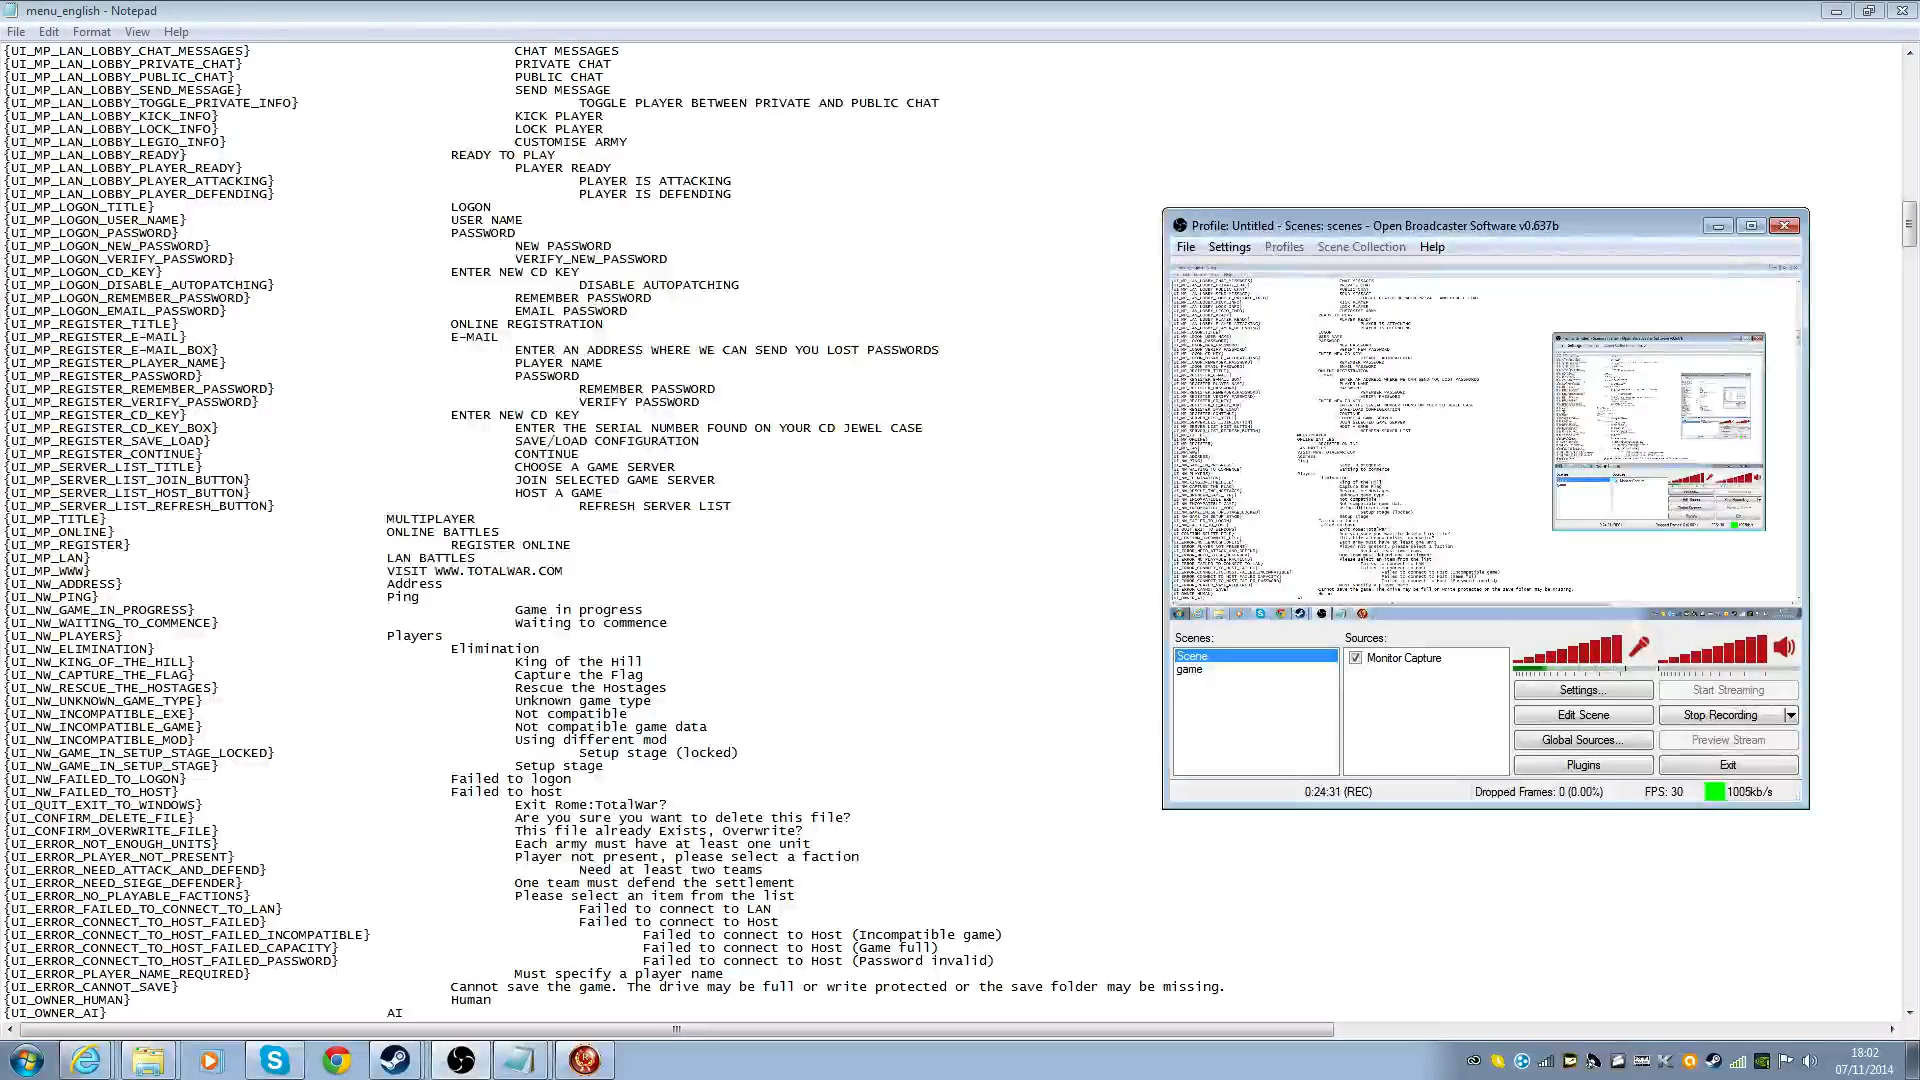 menu_english - Notepad
File Edit Format View Help
{UI_MP_LAN_LOBBY_CHAT_MESSAGES} CHAT MESSAGES
{UI_MP_LAN_LOBBY_PRIVATE_CHAT} PRIVATE CHAT
{UI_MP_LAN_LOBBY_PUBLIC_CHAT} PUBLIC CHAT
{UI_MP_LAN_LOBBY_SEND_MESSAGE} SEND MESSAGE
{UI_MP_LAN_LOBBY_TOGGLE_PRIVATE_INFO} TOGGLE PLAYER BETWEEN PRIVATE AND PUBLIC CHAT
{UI_MP_LAN_LOBBY_KICK_INFO} KICK PLAYER
{UI_MP_LAN_LOBBY_LOCK_INFO} LOCK PLAYER
{UI_MP_LAN_LOBBY_LEGIO_INFO} CUSTOMISE ARMY
{UI_MP_LAN_LOBBY_READY} READY TO PLAY
{UI_MP_LAN_LOBBY_PLAYER_READY} PLAYER READY
{UI_MP_LAN_LOBBY_PLAYER_ATTACKING} PLAYER IS ATTACKING
{UI_MP_LAN_LOBBY_PLAYER_DEFENDING} PLAYER IS DEFENDING
{UI_MP_LOGON_TITLE} LOGON
{UI_MP_LOGON_USER_NAME} USER NAME
{UI_MP_LOGON_PASSWORD} PASSWORD
{UI_MP_LOGON_NEW_PASSWORD} NEW PASSWORD
{UI_MP_LOGON_VERIFY_PASSWORD} VERIFY_NEW_PASSWORD
{UI_MP_LOGON_CD_KEY} ENTER NEW CD KEY
{UI_MP_LOGON_DISABLE_AUTOPATCHING} DISABLE AUTOPATCHING
{UI_MP_LOGON_REMEMBER_PASSWORD} REMEMBER PASSWORD
{UI_MP_LOGON_EMAIL_PASSWORD} EMAIL PASSWORD
{UI_MP_REGISTER_TITLE} ONLINE REGISTRATION
{UI_MP_REGISTER_E-MAIL} E-MAIL
{UI_MP_REGISTER_E-MAIL_BOX} ENTER AN ADDRESS WHERE WE CAN SEND YOU LOST PASSWORDS
{UI_MP_REGISTER_PLAYER_NAME} PLAYER NAME
{UI_MP_REGISTER_PASSWORD} PASSWORD
{UI_MP_REGISTER_REMEMBER_PASSWORD} REMEMBER PASSWORD
{UI_MP_REGISTER_VERIFY_PASSWORD} VERIFY PASSWORD
{UI_MP_REGISTER_CD_KEY} ENTER NEW CD KEY
{UI_MP_REGISTER_CD_KEY_BOX} ENTER THE SERIAL NUMBER FOUND ON YOUR CD JEWEL CASE
{UI_MP_REGISTER_SAVE_LOAD} SAVE/LOAD CONFIGURATION
{UI_MP_REGISTER_CONTINUE} CONTINUE
{UI_MP_SERVER_LIST_TITLE} CHOOSE A GAME SERVER
{UI_MP_SERVER_LIST_JOIN_BUTTON} JOIN SELECTED GAME SERVER
{UI_MP_SERVER_LIST_HOST_BUTTON} HOST A GAME
{UI_MP_SERVER_LIST_REFRESH_BUTTON} REFRESH SERVER LIST
{UI_MP_TITLE} MULTIPLAYER
{UI_MP_ONLINE} ONLINE BATTLES
{UI_MP_REGISTER} REGISTER ONLINE
{UI_MP_LAN} LAN BATTLES
{UI_MP_WWW} VISIT WWW.TOTALWAR.COM
{UI_NW_ADDRESS} Address
{UI_NW_PING} Ping
{UI_NW_GAME_IN_PROGRESS} Game in progress
{UI_NW_WAITING_TO_COMMENCE} Waiting to commence
{UI_NW_PLAYERS} Players
{UI_NW_ELIMINATION} Elimination
{UI_NW_KING_OF_THE_HILL} King of the Hill
{UI_NW_CAPTURE_THE_FLAG} Capture the Flag
{UI_NW_RESCUE_THE_HOSTAGES} Rescue the Hostages
{UI_NW_UNKNOWN_GAME_TYPE} Unknown game type
{UI_NW_INCOMPATIBLE_EXE} Not compatible
{UI_NW_INCOMPATIBLE_GAME} Not compatible game data
{UI_NW_INCOMPATIBLE_MOD} Using different mod
{UI_NW_GAME_IN_SETUP_STAGE_LOCKED} Setup stage (locked)
{UI_NW_GAME_IN_SETUP_STAGE} Setup stage
{UI_NW_FAILED_TO_LOGON} Failed to logon
{UI_NW_FAILED_TO_HOST} Failed to host
{UI_QUIT_EXIT_TO_WINDOWS} Exit Rome:TotalWar?
{UI_CONFIRM_DELETE_FILE} Are you sure you want to delete this file?
{UI_CONFIRM_OVERWRITE_FILE} This file already Exists, Overwrite?
{UI_ERROR_NOT_ENOUGH_UNITS} Each army must have at least one unit
{UI_ERROR_PLAYER_NOT_PRESENT} Player not present, please select a faction
{UI_ERROR_NEED_ATTACK_AND_DEFEND} Need at least two teams
{UI_ERROR_NEED_SIEGE_DEFENDER} One team must defend the settlement
{UI_ERROR_NO_PLAYABLE_FACTIONS} Please select an item from the list
{UI_ERROR_FAILED_TO_CONNECT_TO_LAN} Failed to connect to LAN
{UI_ERROR_CONNECT_TO_HOST_FAILED} Failed to connect to Host
{UI_ERROR_CONNECT_TO_HOST_FAILED_INCOMPATIBLE} Failed to connect to Host (Incompatible game)
{UI_ERROR_CONNECT_TO_HOST_FAILED_CAPACITY} Failed to connect to Host (Game full)
{UI_ERROR_CONNECT_TO_HOST_FAILED_PASSWORD} Failed to connect to Host (Password invalid)
{UI_ERROR_PLAYER_NAME_REQUIRED} Must specify a player name
{UI_ERROR_CANNOT_SAVE} Cannot save the game. The drive may be full or write protected or the save folder may be missing.
{UI_OWNER_HUMAN} Human
{UI_OWNER_AI} AI
Profile: Untitled - Scenes: scenes - Open Broadcaster Software v0.637b
File Settings Profiles Scene Collection Help
Scenes: Sources:
Scene
game
Monitor Capture
Settings... Start Streaming
Edit Scene Stop Recording
Global Sources... Preview Stream
Plugins Exit
0:24:31 (REC) Dropped Frames: 0 (0.00%) FPS: 30 1005kb/s
18:02
07/11/2014